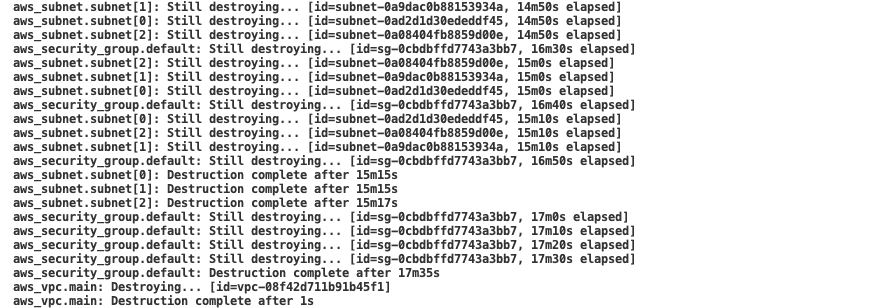 aws_subnet.subnet[1]: Still destroying... [id=subnet-0a9dac0b88153934a, 14m50s elapsed]
aws_subnet.subnet[0]: Still destroying... [id=subnet-0ad2d1d30ededdf45, 14m50s elapsed]
aws_subnet.subnet[2]: Still destroying... [id=subnet-0a08404fb8859d00e, 14m50s elapsed]
aws_security_group.default: Still destroying... [id=sg-0cbdbffd7743a3bb7, 16m30s elapsed]
aws_subnet.subnet[2]: Still destroying... [id=subnet-0a08404fb8859d00e, 15m0s elapsed]
aws_subnet.subnet[1]: Still destroying... [id=subnet-0a9dac0b88153934a, 15m0s elapsed]
aws_subnet.subnet[0]: Still destroying... [id=subnet-0ad2d1d30ededdf45, 15m0s elapsed]
aws_security_group.default: Still destroying... [id=sg-0cbdbffd7743a3bb7, 16m40s elapsed]
aws_subnet.subnet[0]: Still destroying... [id=subnet-0ad2d1d30ededdf45, 15m10s elapsed]
aws_subnet.subnet[2]: Still destroying... [id=subnet-0a08404fb8859d00e, 15m10s elapsed]
aws_subnet.subnet[1]: Still destroying... [id=subnet-0a9dac0b88153934a, 15m10s elapsed]
aws_security_group.default: Still destroying... [id=sg-0cbdbffd7743a3bb7, 16m50s elapsed]
aws_subnet.subnet[0]: Destruction complete after 15m15s
aws_subnet.subnet[1]: Destruction complete after 15m15s
aws_subnet.subnet[2]: Destruction complete after 15m17s
aws_security_group.default: Still destroying... [id=sg-0cbdbffd7743a3bb7, 17m0s elapsed]
aws_security_group.default: Still destroying... [id=sg-0cbdbffd7743a3bb7, 17m10s elapsed]
aws_security_group.default: Still destroying... [id=sg-0cbdbffd7743a3bb7, 17m20s elapsed]
aws_security_group.default: Still destroying... [id=sg-0cbdbffd7743a3bb7, 17m30s elapsed]
aws_security_group.default: Destruction complete after 17m35s
aws_vpc.main: Destroying... [id=vpc-08f42d711b91b45f1]
aws_vpc.main: Destruction complete after 1s